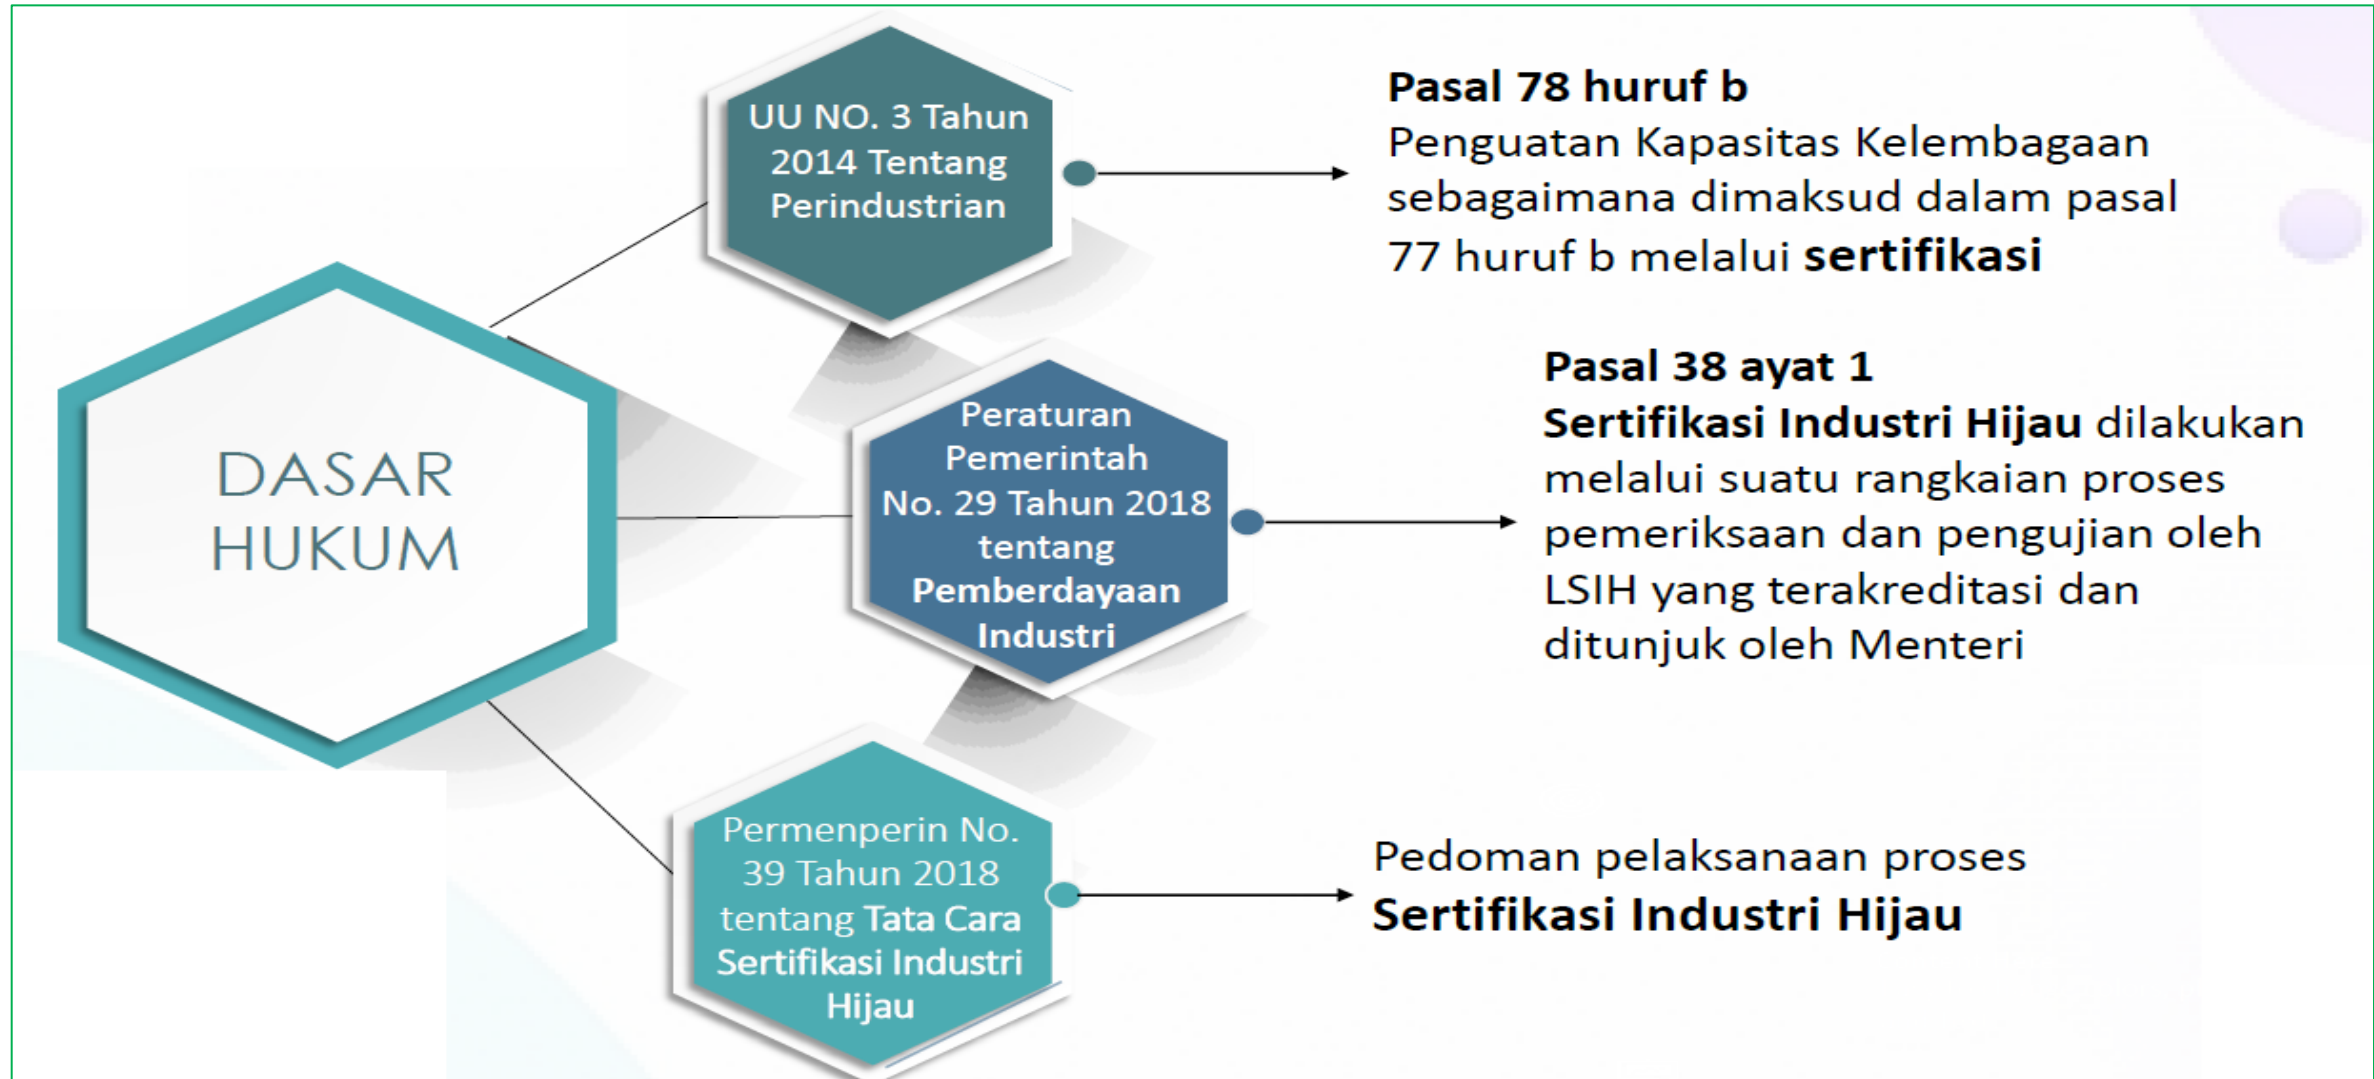 DASAR
HUKUM
UU NO. 3 Tahun
2014 Tentang
Perindustrian
Pasal 78 huruf b
Penguatan Kapasitas Kelembagaan
sebagaimana dimaksud dalam pasal
77 huruf b melalui sertifikasi
Peraturan
Pemerintah
No. 29 Tahun 2018
tentang
Pemberdayaan
Industri
Pasal 38 ayat 1
Sertifikasi Industri Hijau dilakukan
melalui suatu rangkaian proses
pemeriksaan dan pengujian oleh
LSIH yang terakreditasi dan
ditunjuk oleh Menteri
Permenperin No.
39 Tahun 2018
tentang Tata Cara
Sertifikasi Industri
Hijau
Pedoman pelaksanaan proses
Sertifikasi Industri Hijau